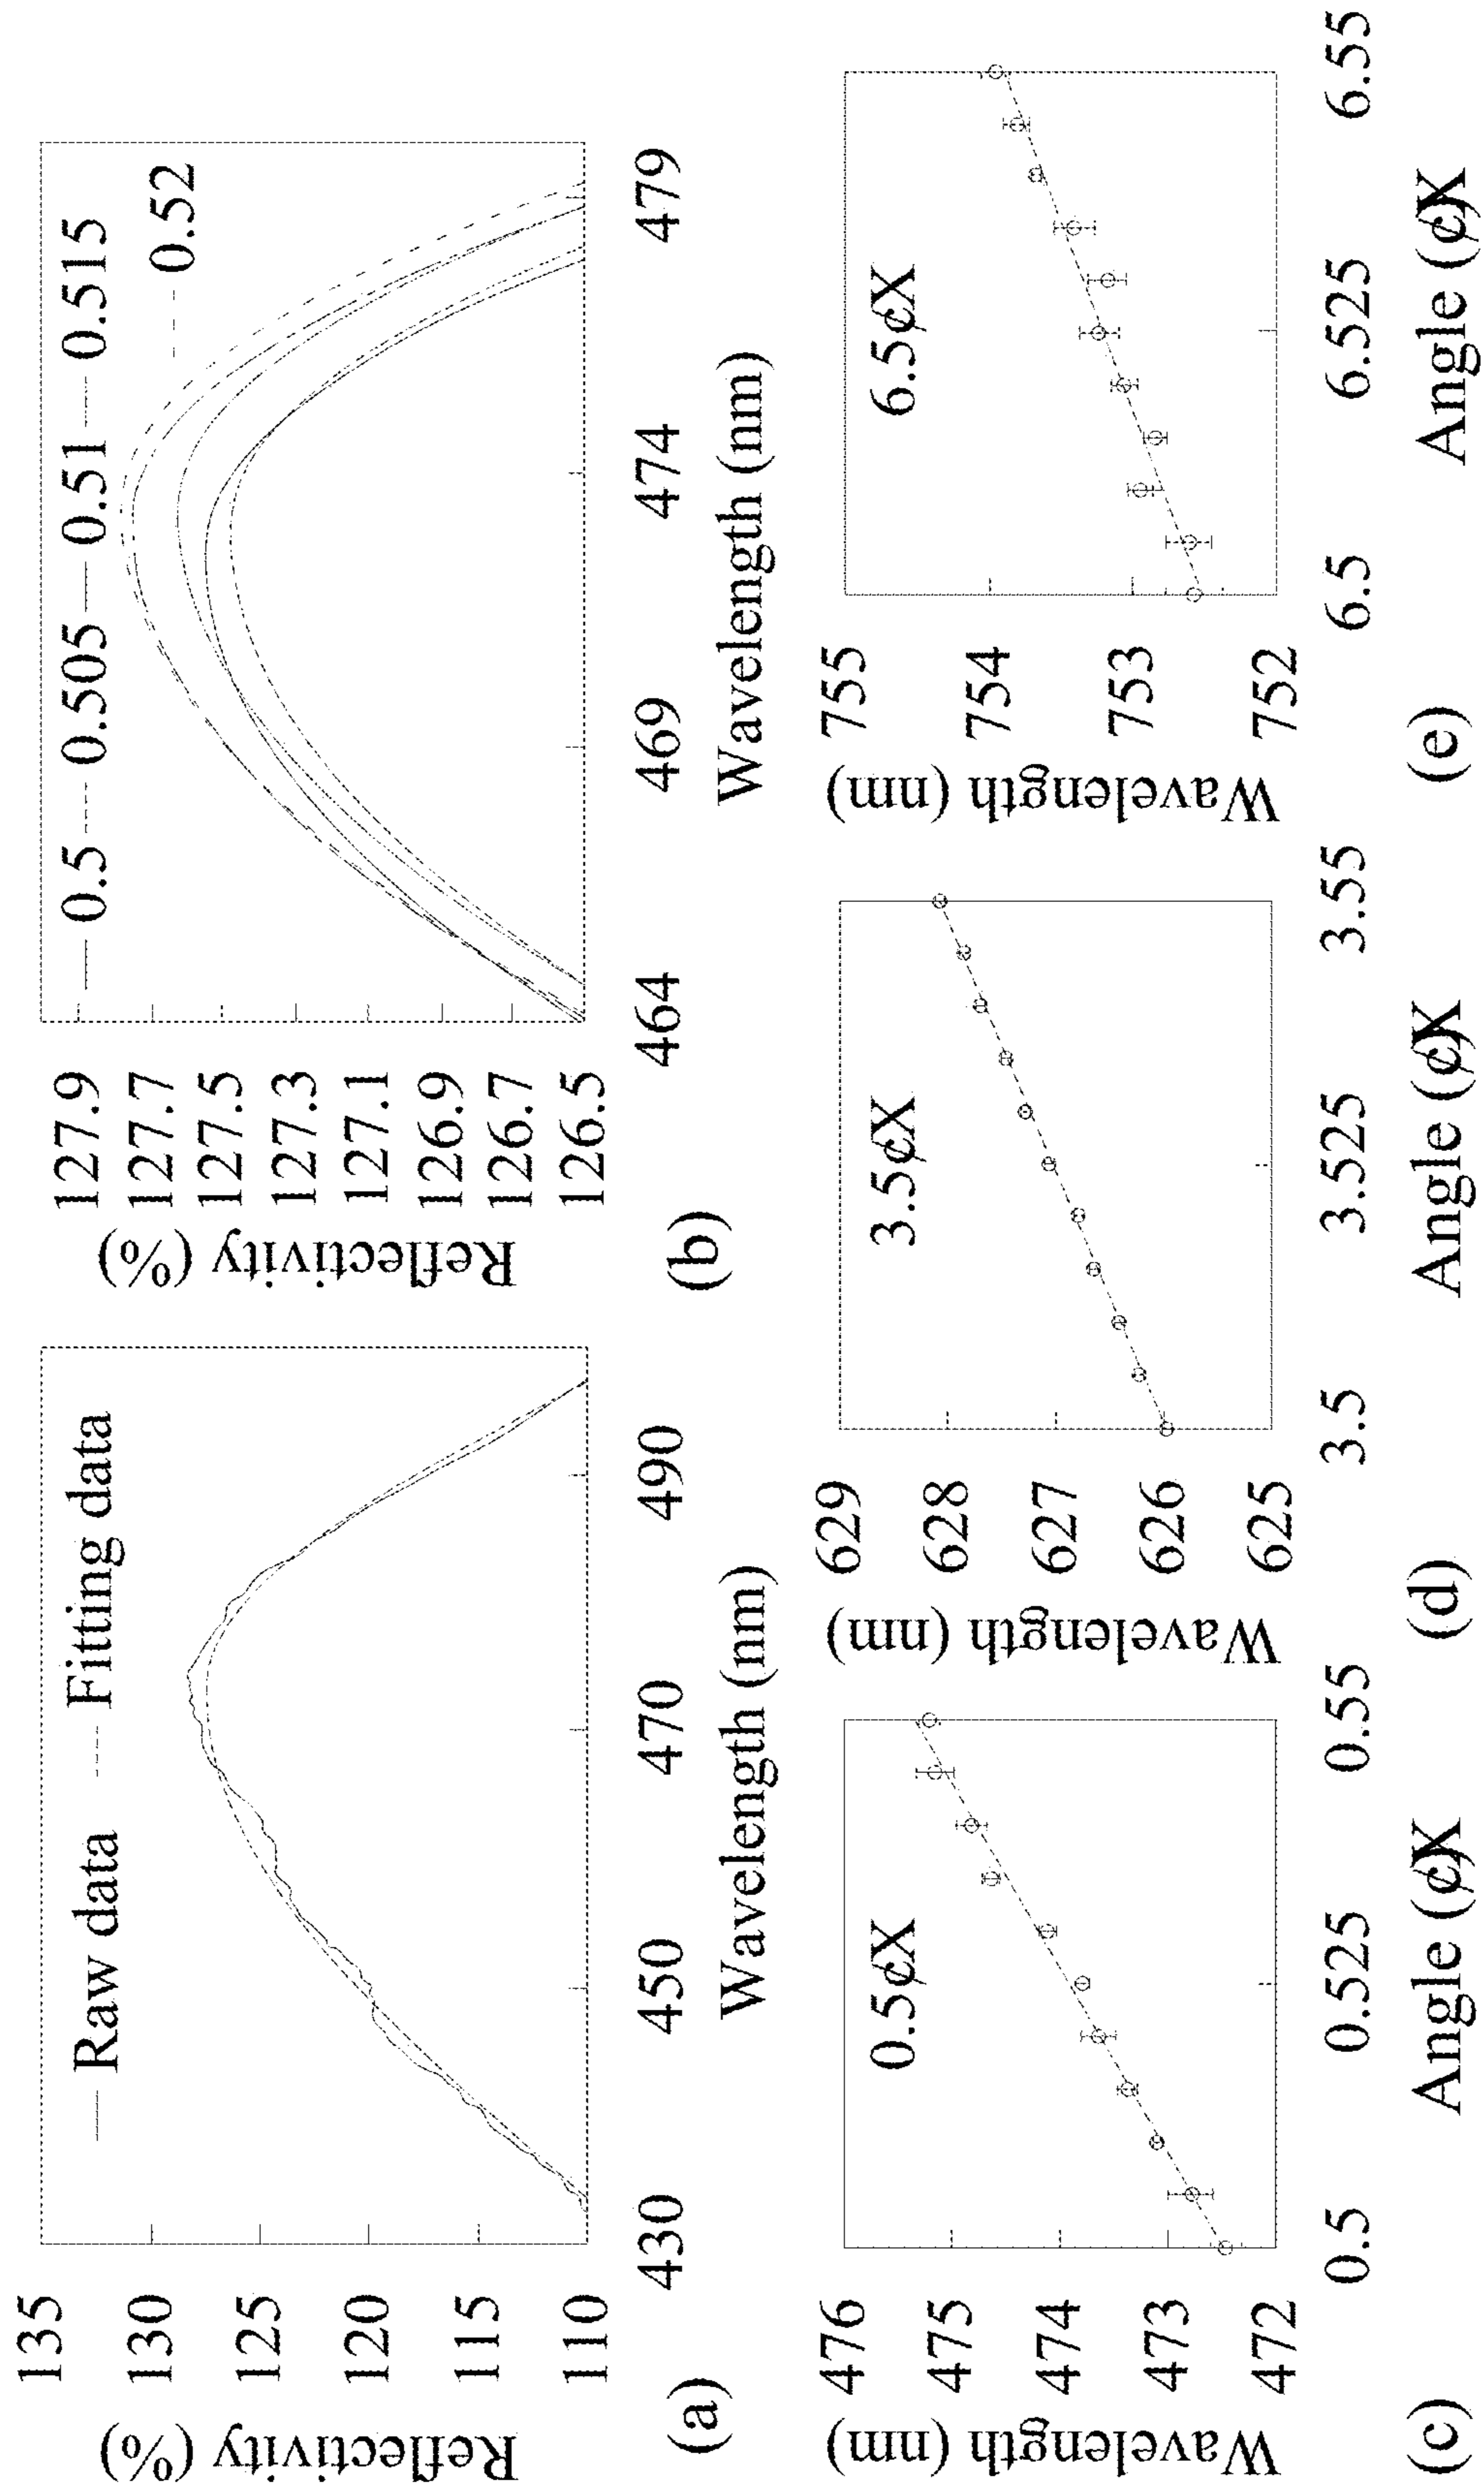 Reflectivity (%)
135
130
125
120
115
110
Raw data
Fitting data
430
450
470
490
Wavelength (nm)
(a)
Reflectivity (%)
127.9
127.7
127.5
127.3
127.1
126.9
126.7
126.5
0.5
0.505
0.51
0.515
0.52
464
469
474
479
Wavelength (nm)
(b)
Wavelength (nm)
476
475
474
473
472
0.5¢X
0.5
0.525
0.55
Angle (¢X
(c)
Wavelength (nm)
629
628
627
626
625
3.5¢X
3.5
3.525
3.55
Angle (¢X
(d)
Wavelength (nm)
755
754
753
752
6.5¢X
6.5
6.525
6.55
Angle (¢X
(e)